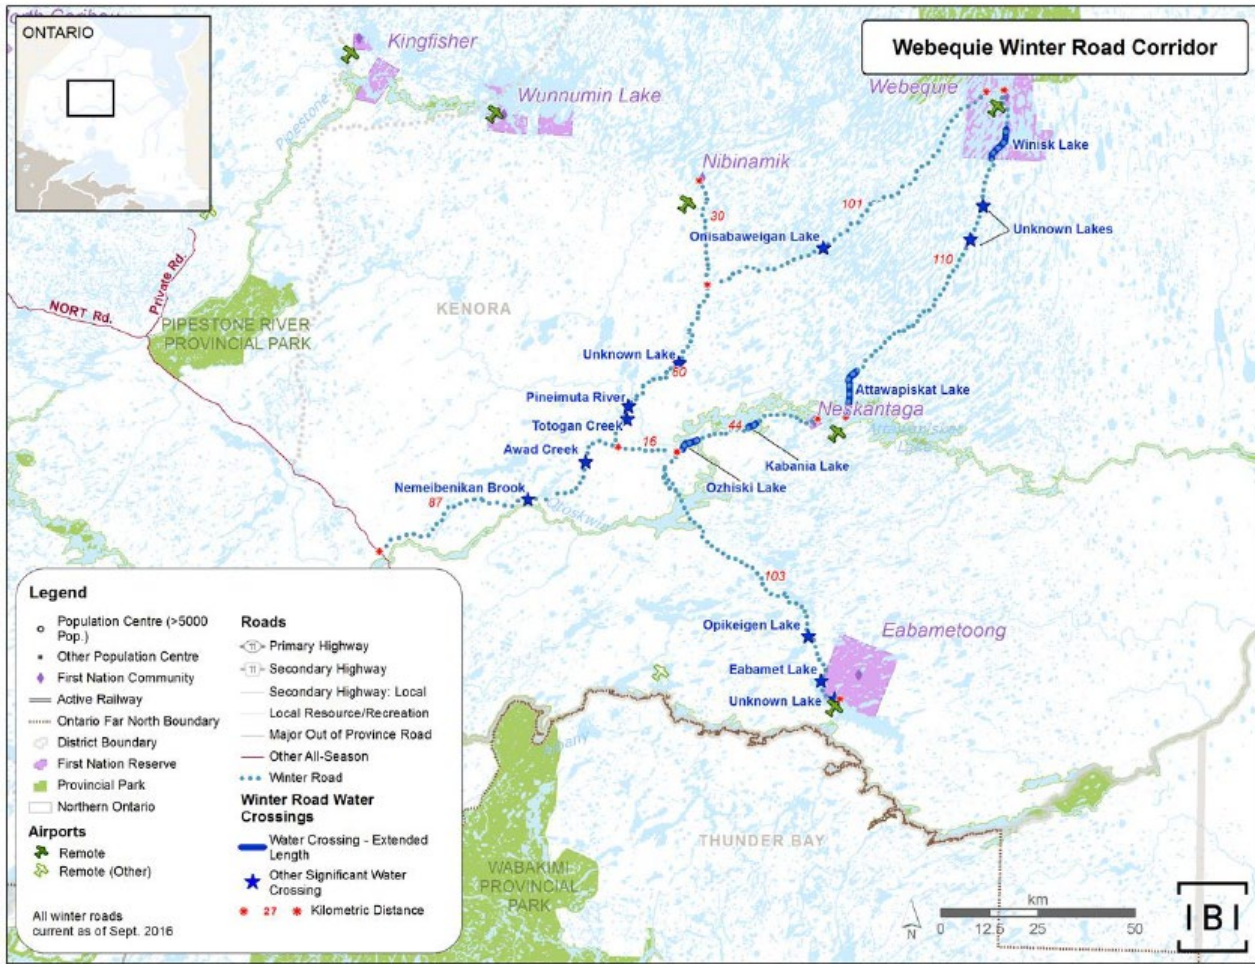 ONTARIO
Kingfisher
Wunnumin Lake
Pipestone
Webequie Winter Road Corridor
Webequie
Winisk Lake
Nibinamik
30
101
Onisabaweigan Lake
Unknown Lakes
110
NORT Rd.
Private Rd.
PIPESTONE RIVER
PROVINCIAL PARK
KENORA
Unknown Lake
60
Pineimuta River
Totogan Creek
Awad Creek
16
44
Attawapiskat Lake
Neskantaga
Attawapiskat
Lake
Kabania Lake
Ozhiski Lake
Nemeibenikan Brook
87
Otoskwin
103
Opikeigen Lake
Eabametoong
Eabamet Lake
Unknown Lake
Albany
THUNDER BAY
WABAKIMI
PROVINCIAL
PARK
Legend
Population Centre (>5000
Pop.)
Other Population Centre
First Nation Community
Active Railway
Ontario Far North Boundary
District Boundary
First Nation Reserve
Provincial Park
Northern Ontario
Airports
Remote
Remote (Other)
All winter roads
current as of Sept. 2016
Roads
11 Primary Highway
11 Secondary Highway
Secondary Highway: Local
Local Resource/Recreation
Major Out of Province Road
Other All-Season
Winter Road
Winter Road Water
Crossings
Water Crossing - Extended
Length
Other Significant Water
Crossing
27 Kilometric Distance
N
km
0 12.5 25 50
IBI